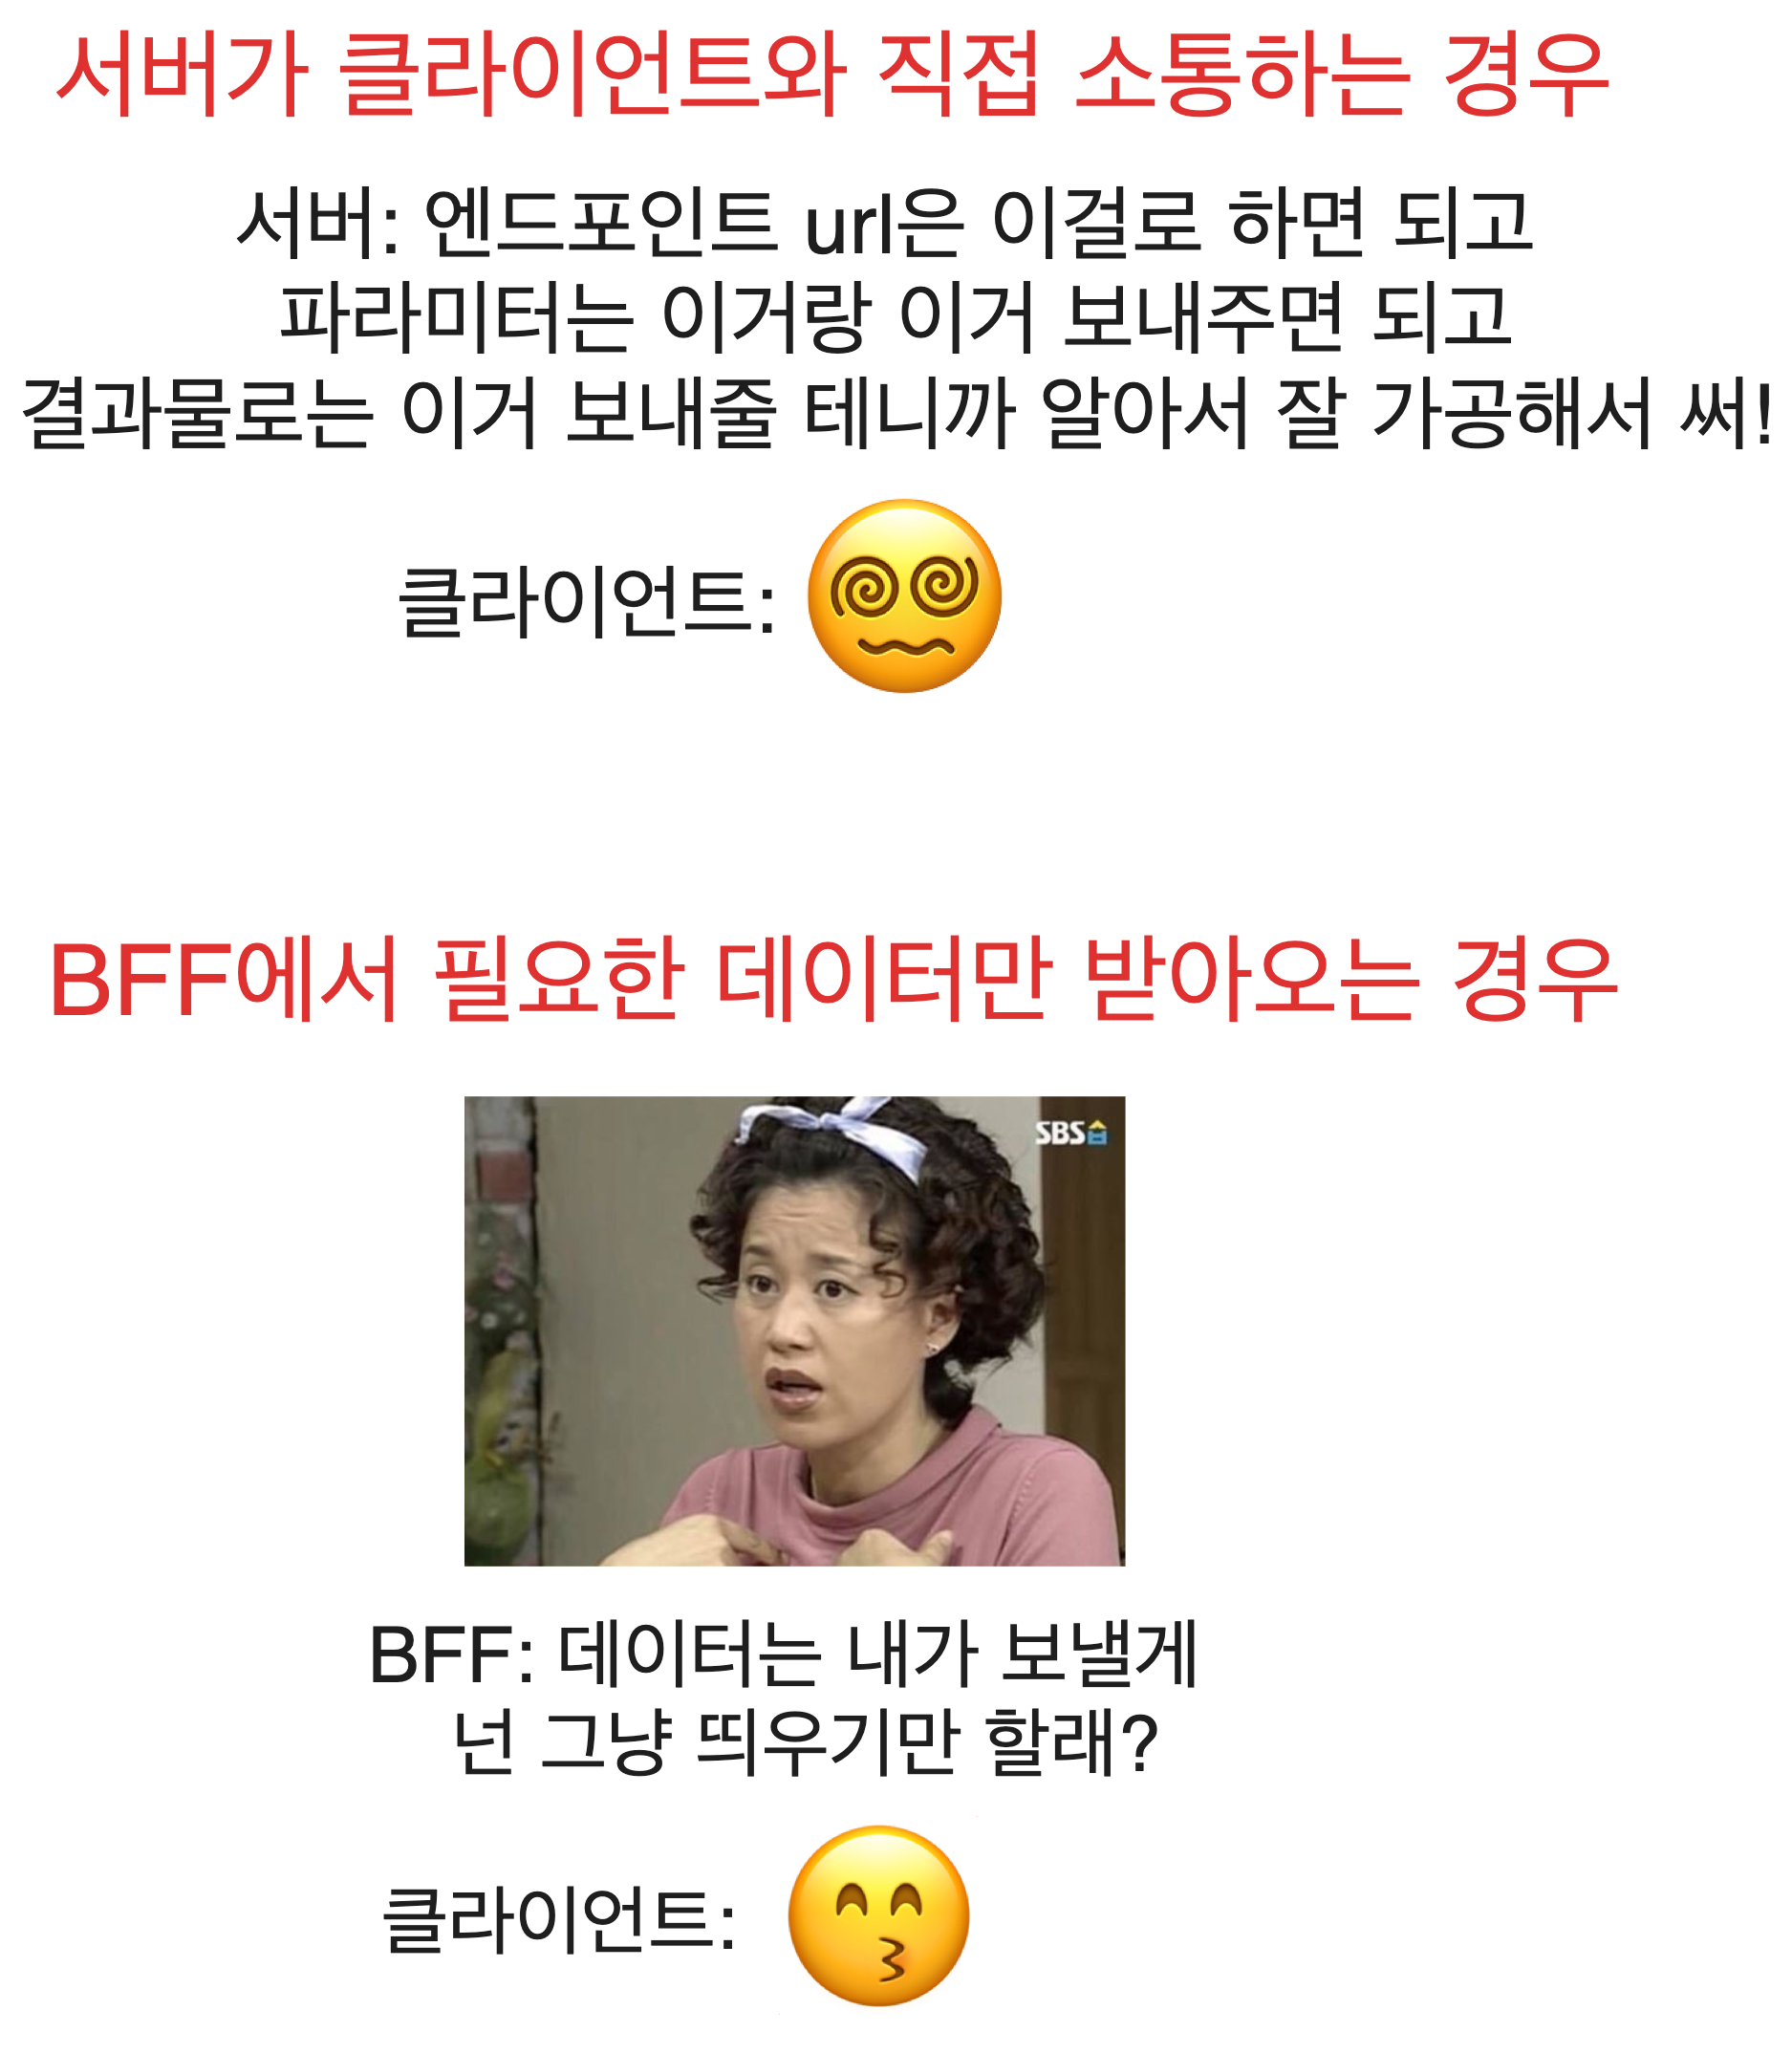 서버가 클라이언트와 직접 소통하는 경우
서버: 엔드포인트 url은 이걸로 하면 되고
파라미터는 이거랑 이거 보내주면 되고
결과물로는 이거 보내줄 테니까 알아서 잘 가공해서 써!
클라이언트:
BFF에서 필요한 데이터만 받아오는 경우
SBS
BFF: 데이터는 내가 보낼게
넌 그냥 띄우기만 할래?
클라이언트: